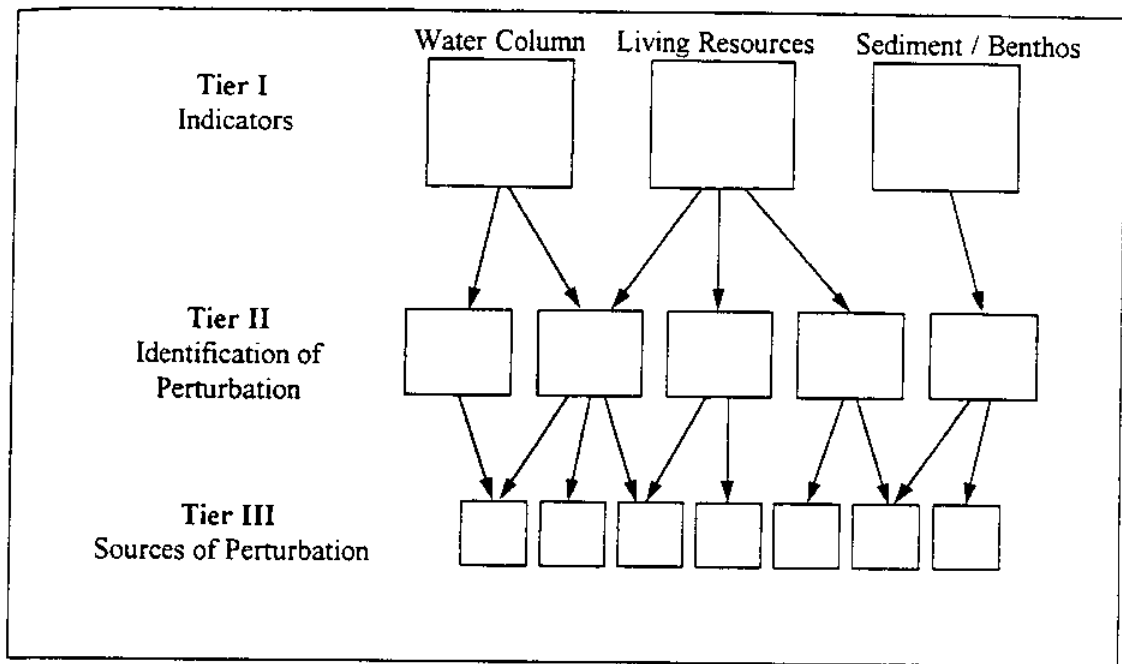 Water Column Living Resources Sediment / Benthos
Tier I
Indicators
Tier II
Identification of
Perturbation
Tier III
Sources of Perturbation